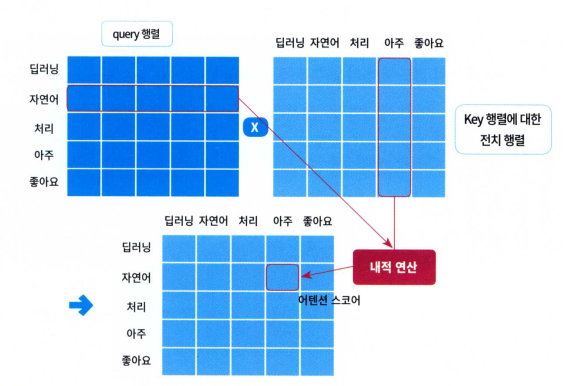 query 행렬
딥러닝 자연어 처리 아주 좋아요
딥러닝
자연어
처리
아주
좋아요
X
Key 행렬에 대한
전치 행렬
딥러닝 자연어 처리 아주 좋아요
딥러닝
자연어
처리
아주
좋아요
내적 연산
어텐션 스코어